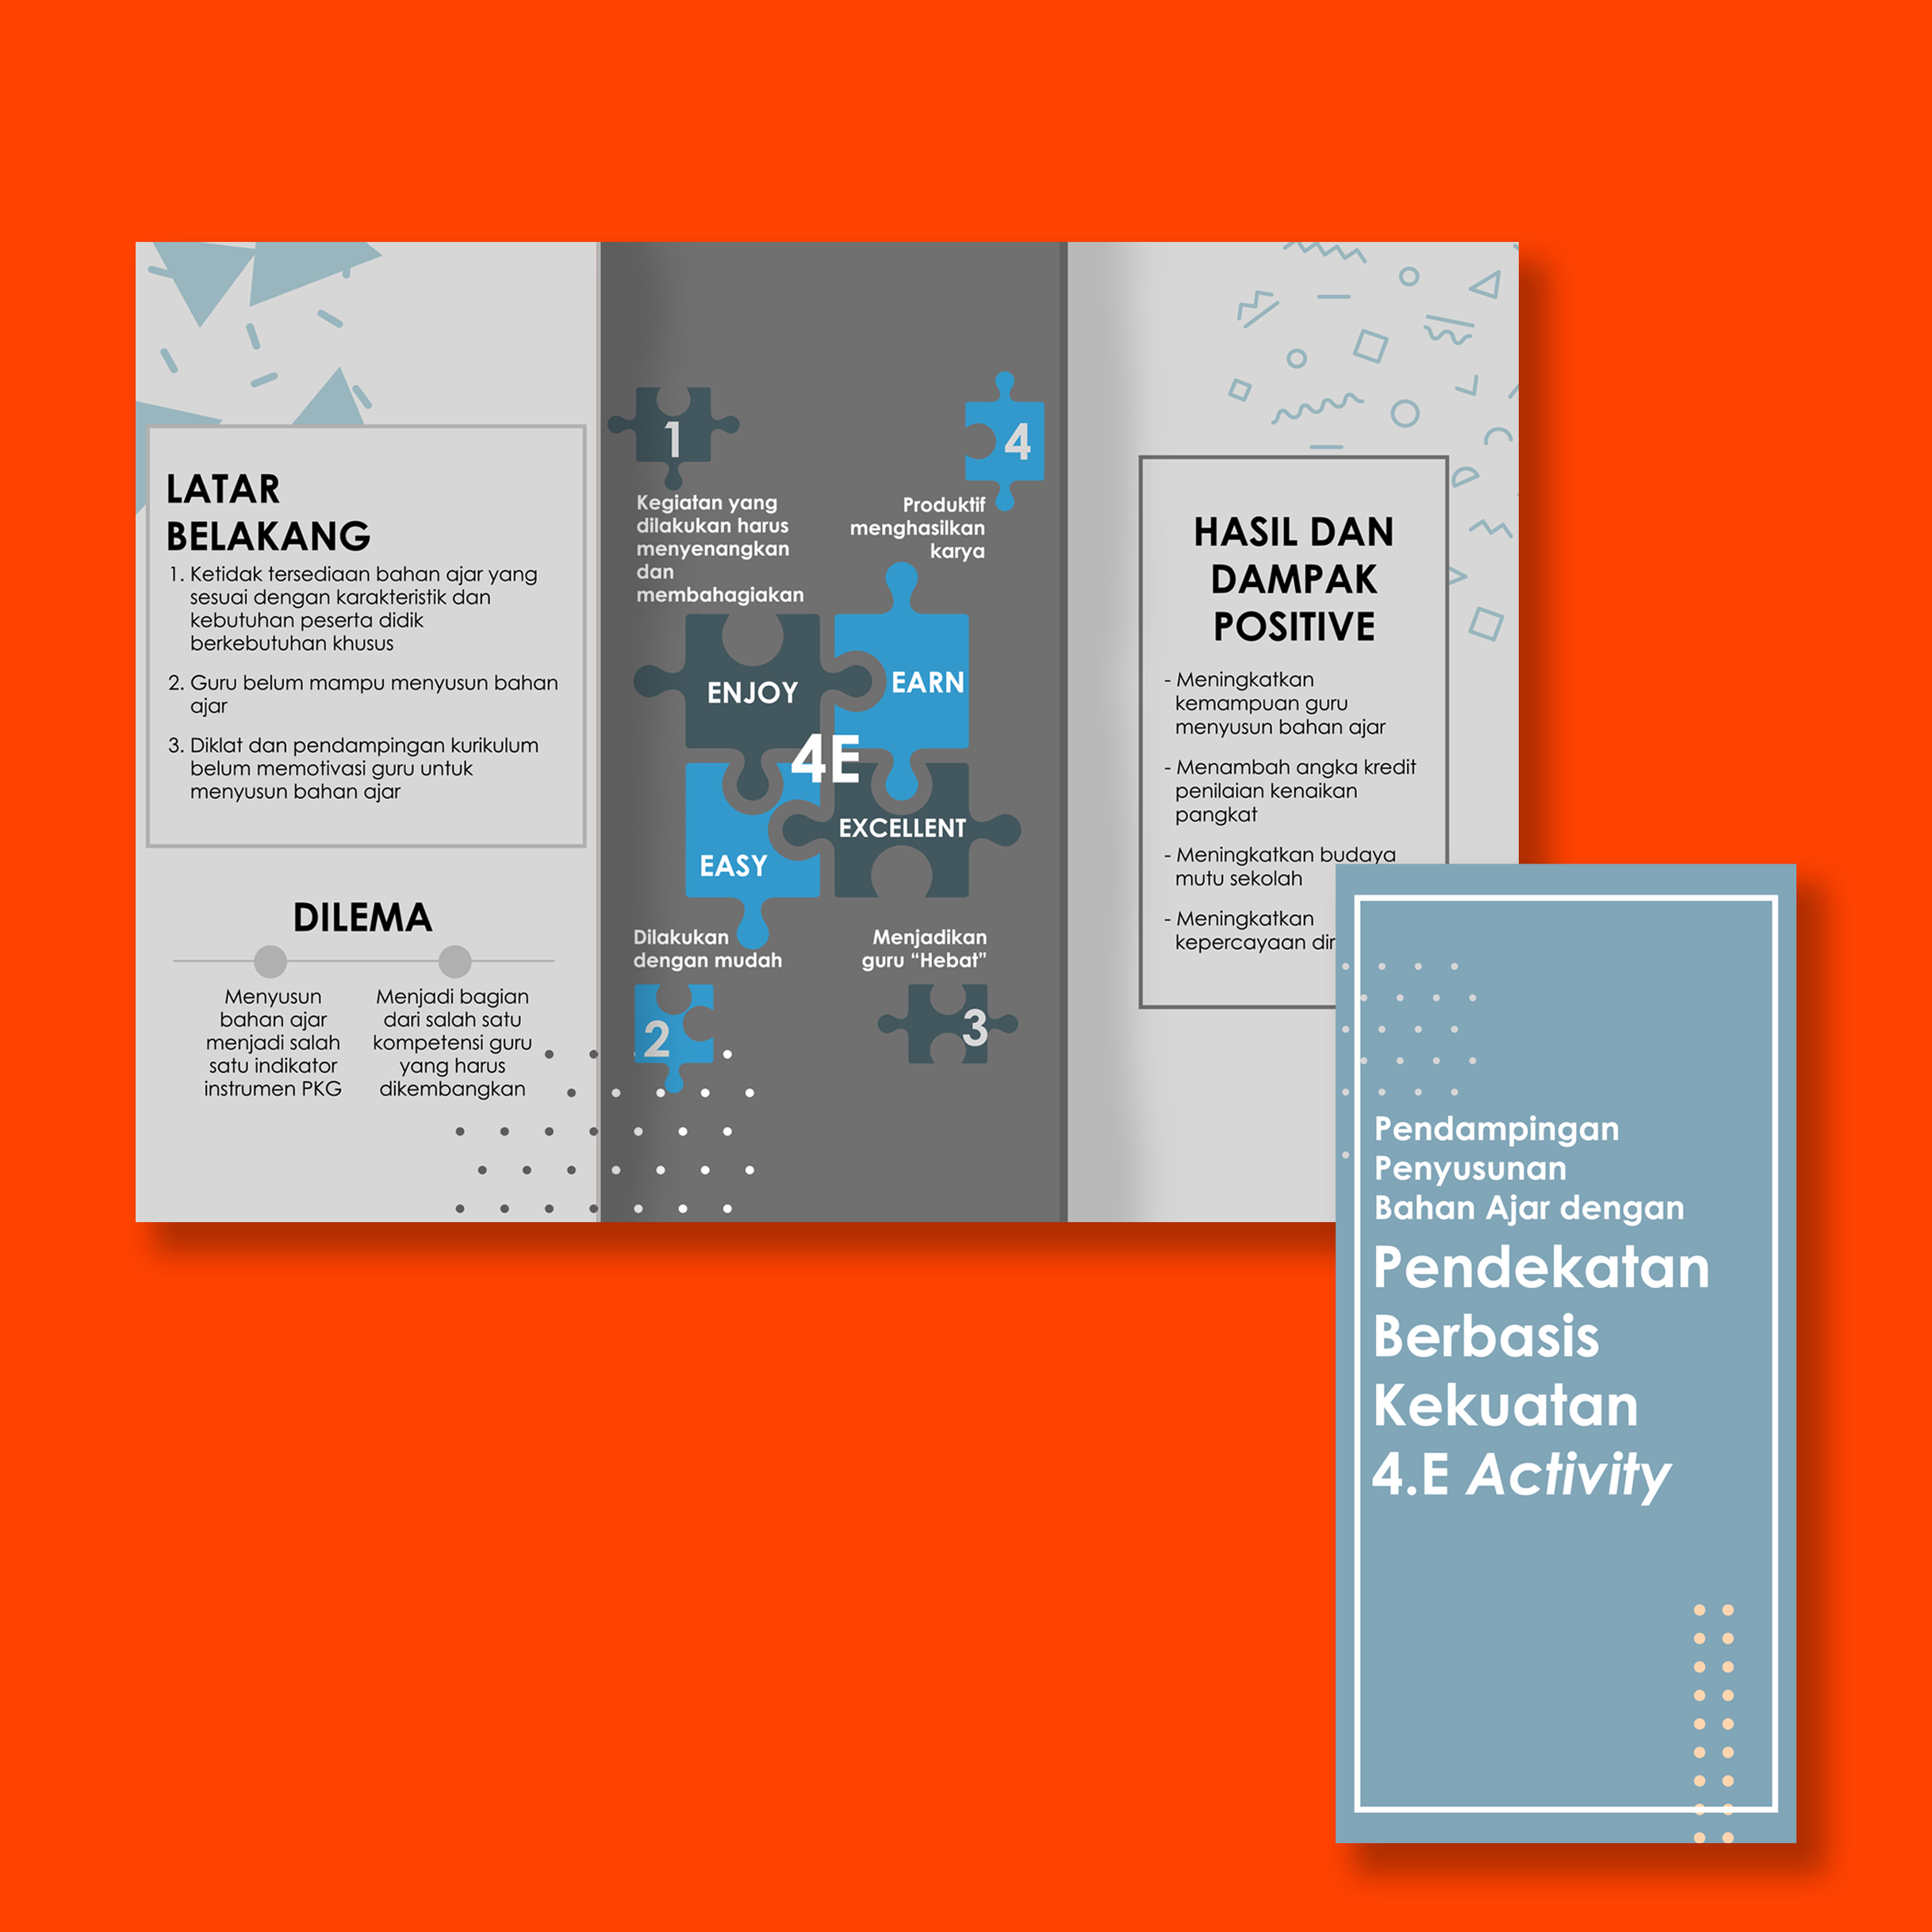 LATAR
BELAKANG
1. Ketidak tersediaan bahan ajar yang
sesuai dengan karakteristik dan
kebutuhan peserta didik
berkebutuhan khusus
2. Guru belum mampu menyusun bahan
ajar
3. Diklat dan pendampingan kurikulum
belum memotivasi guru untuk
menyusun bahan ajar
DILEMA
Menyusun
bahan ajar
menjadi salah
satu indikator
instrumen PKG
Menjadi bagian
dari salah satu
kompetensi guru
yang harus
dikembangkan
1
Kegiatan yang
dilakukan harus
menyenangkan
dan
membahagiakan
4
Produktif
menghasilkan
karya
ENJOY
EARN
4E
EASY
EXCELLENT
Dilakukan
dengan mudah
2
Menjadikan
guru “Hebat”
3
HASIL DAN
DAMPAK
POSITIVE
- Meningkatkan
kemampuan guru
menyusun bahan ajar
- Menambah angka kredit
penilaian kenaikan
pangkat
- Meningkatkan budaya
mutu sekolah
- Meningkatkan
kepercayaan
Pendampingan
Penyusunan
Bahan Ajar dengan
Pendekatan
Berbasis
Kekuatan
4.E Activity